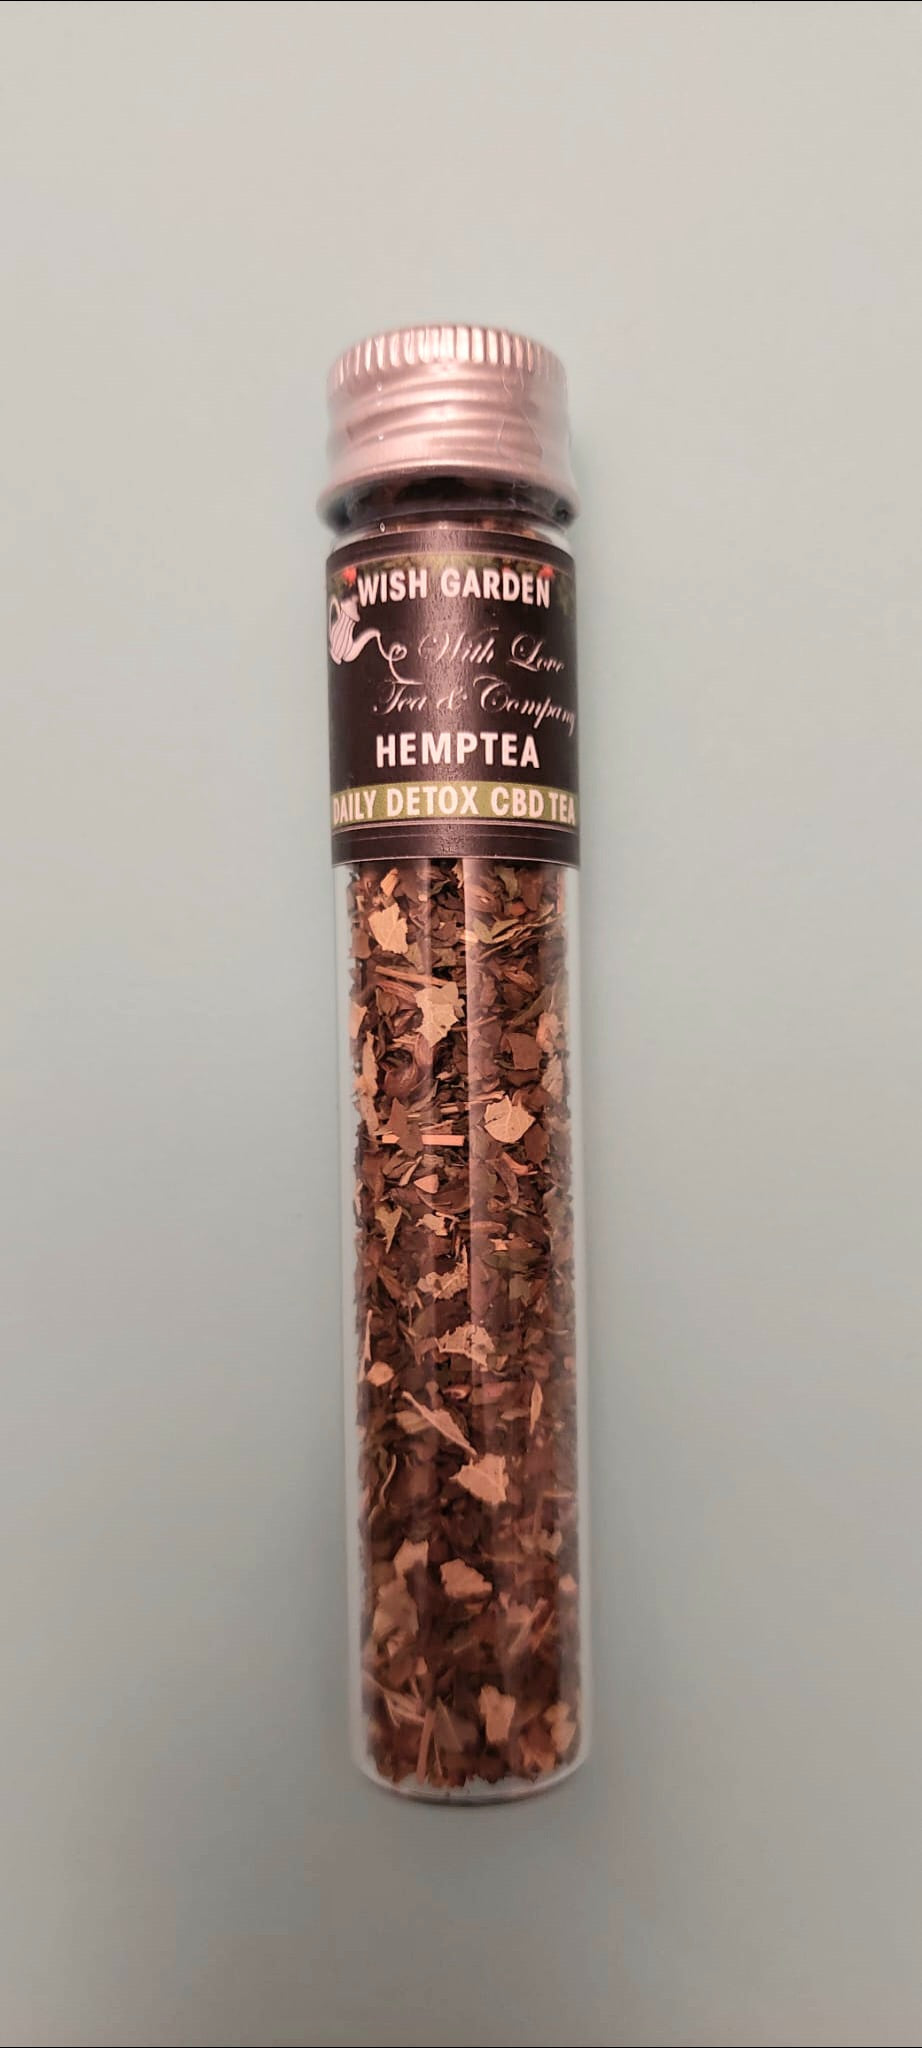 WISH GARDEN
With Love
Tea & Company
HEMPTEA
DAILY DETOX CBD TEA